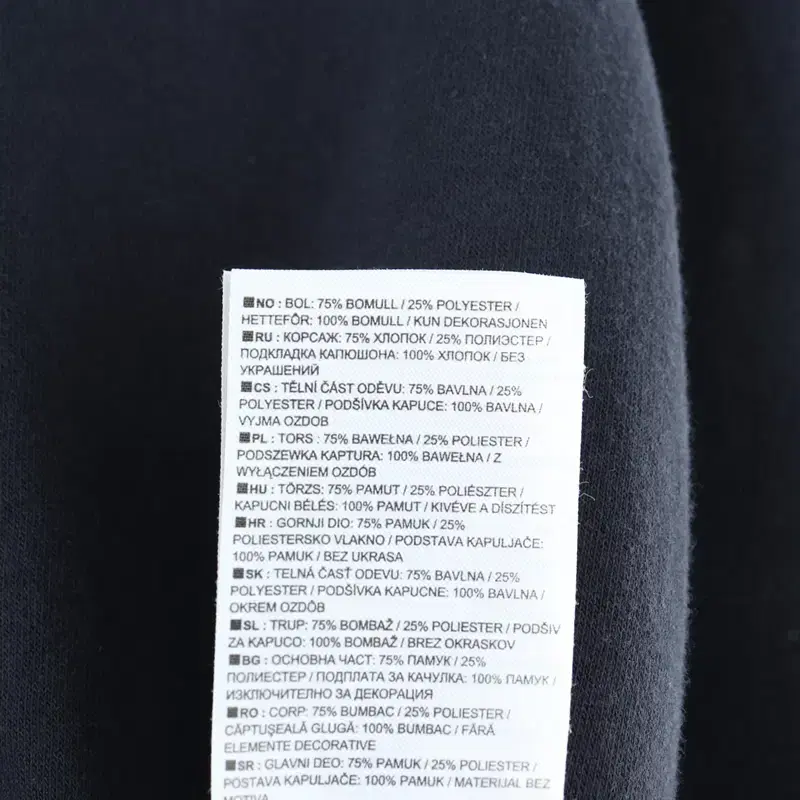 NO : BOL: 75% BOMULL / 25% POLYESTER /
HETTEFÔR: 100% BOMULL / KUN DEKORASJONEN
RU : КОРСАЖ: 75% ХЛОПОК / 25% ПОЛИЭСТЕР /
ПОДКЛАДКА КАПЮШОНА: 100% ХЛОПОК / БЕЗ
УКРАШЕНИЙ
CS : TĚLNÍ ČÁST ODĚVU: 75% BAVLNA / 25%
POLYESTER / PODŠÍVKA KAPUCE: 100% BAVLNA /
VYJMA OZDOB
PL : TORS : 75% BAWEŁNA / 25% POLIESTER /
PODSZEWKA KAPTURA: 100% BAWEŁNA / Z
WYŁĄCZENIEM OZDÓB
HU : TÖRZS: 75% PAMUT / 25% POLIÉSZTER /
KAPUCNI BÉLÉS: 100% PAMUT / KIVÉVE A DÍSZÍTÉST
HR : GORNJI DIO: 75% PAMUK / 25%
POLIESTERSKO VLAKNO / PODSTAVA KAPULJAČE:
100% PAMUK / BEZ UKRASA
SK : TELNÁ ČASŤ ODEVU: 75% BAVLNA / 25%
POLYESTER / PODŠÍVKA KAPUCNE: 100% BAVLNA /
OKREM OZDÔB
SL : TRUP: 75% BOMBAŽ / 25% POLIESTER / PODŠIV
ZA KAPUCO: 100% BOMBAŽ / BREZ OKRASKOV
BG : ОСНОВНА ЧАСТ: 75% ПАМУК / 25%
ПОЛИЕСТЕР / ПОДПЛАТА ЗА КАЧУЛКА: 100% ПАМУК /
ИЗКЛЮЧИТЕЛНО ЗА ДЕКОРАЦИЯ
RO : CORP: 75% BUMBAC / 25% POLIESTER /
CĂPTUȘEALĂ GLUGĂ: 100% BUMBAC / FĂRĂ
ELEMENTE DECORATIVE
SR : GLAVNI DEO: 75% PAMUK / 25% POLIESTER /
POSTAVA KAPULJAČE: 100% PAMUK / MATERIJAL BEZ
MOTIVA